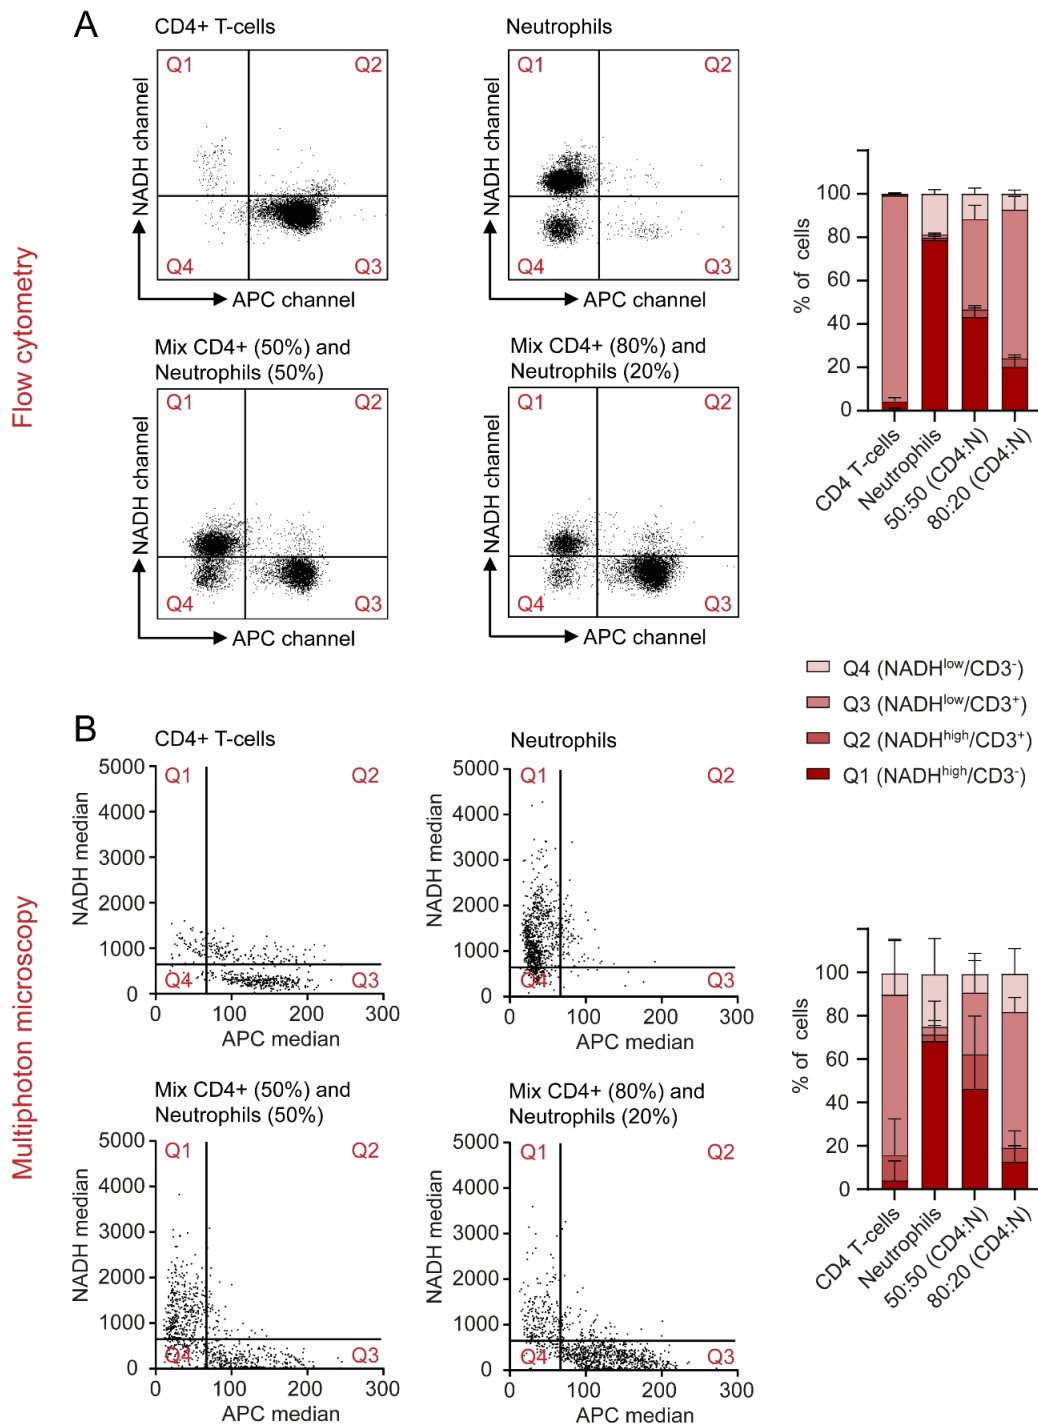 A
CD4+ T-cells
Neutrophils
Flow cytometry
NADH channel
Q1
Q2
Q4
Q3
APC channel
NADH channel
Q1
Q2
Q4
Q3
APC channel
% of cells
100
80
60
40
20
0
CD4 T-cells
Neutrophils
50:50 (CD4:N)
80:20 (CD4:N)
Mix CD4+ (50%) and
Neutrophils (50%)
Mix CD4+ (80%) and
Neutrophils (20%)
NADH channel
Q1
Q2
Q4
Q3
APC channel
NADH channel
Q1
Q2
Q4
Q3
APC channel
Q4 (NADHlow/CD3-)
Q3 (NADHlow/CD3+)
Q2 (NADHhigh/CD3+)
Q1 (NADHhigh/CD3-)
B
CD4+ T-cells
Neutrophils
Multiphoton microscopy
NADH median
5000
4000
3000
2000
1000
0
Q1
Q2
Q4
Q3
0 100 200 300
APC median
NADH median
5000
4000
3000
2000
1000
0
Q1
Q2
Q4
Q3
0 100 200 300
APC median
% of cells
100
80
60
40
20
0
CD4 T-cells
Neutrophils
50:50 (CD4:N)
80:20 (CD4:N)
Mix CD4+ (50%) and
Neutrophils (50%)
Mix CD4+ (80%) and
Neutrophils (20%)
NADH median
5000
4000
3000
2000
1000
0
Q1
Q2
Q4
Q3
0 100 200 300
APC median
NADH median
5000
4000
3000
2000
1000
0
Q1
Q2
Q4
Q3
0 100 200 300
APC median